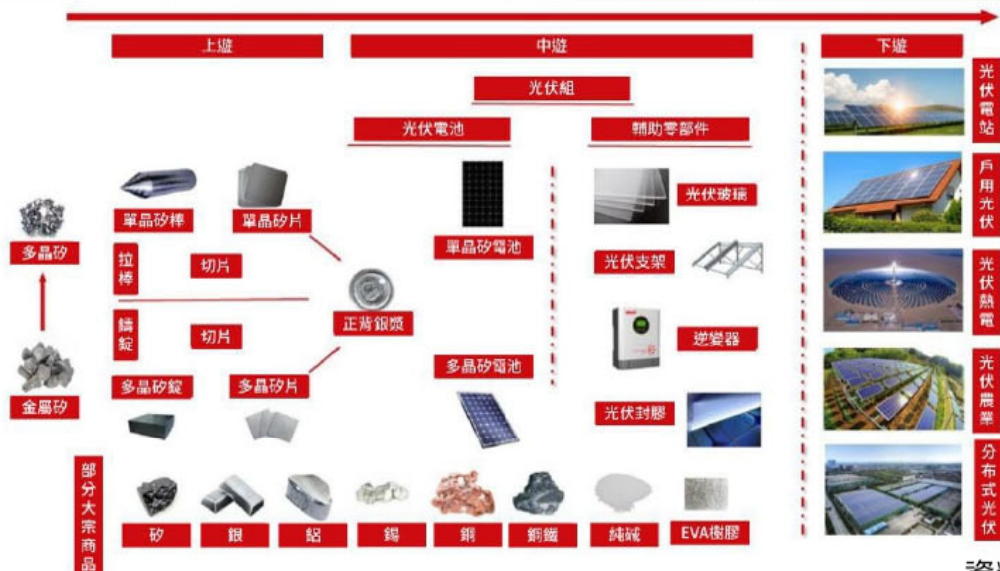 上遊
中遊
下遊
光伏組
光伏電池
輔助零部件
多晶矽
金屬矽
單晶矽棒
單晶矽片
拉棒
切片
鑄錠
切片
多晶矽錠
多晶矽片
正背銀漿
單晶矽電池
多晶矽電池
光伏玻璃
光伏支架
逆變器
光伏封膠
光伏電站
戶用光伏
光伏熱電
光伏農業
分布式光伏
部分大宗商品
矽
銀
鋁
錫
銅
鋼鐵
純碱
EVA樹膠